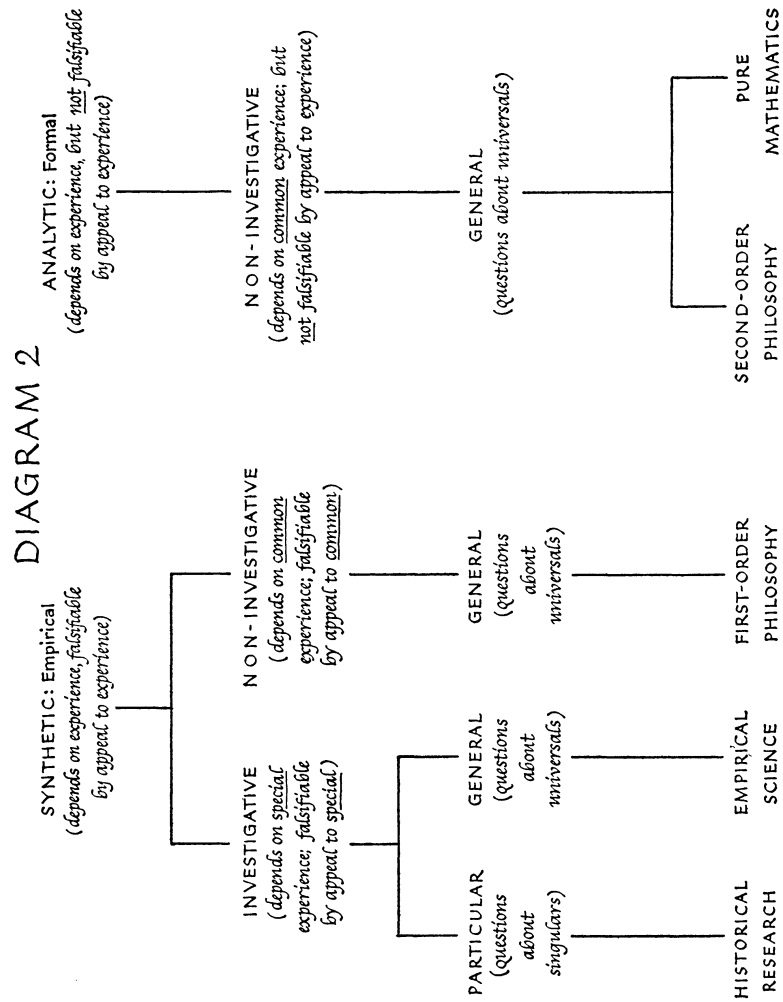 DIAGRAM 2
SYNTHETIC: Empirical
(depends on experience, falsifiable
by appeal to experience)
ANALYTIC: Formal
(depends on experience, but not falsifiable
by appeal to experience)
INVESTIGATIVE
(depends on special
experience; falsifiable
by appeal to special)
NON-INVESTIGATIVE
(depends on common
experience; falsifiable
by appeal to common)
NON-INVESTIGATIVE
(depends on common experience; but
not falsifiable by appeal to experience)
PARTICULAR
(questions
about
singulars)
GENERAL
(questions
about
universals)
GENERAL
(questions
about
universals)
GENERAL
(questions about universals)
HISTORICAL
RESEARCH
EMPIRICAL
SCIENCE
FIRST-ORDER
PHILOSOPHY
SECOND-ORDER
PHILOSOPHY
PURE
MATHEMATICS